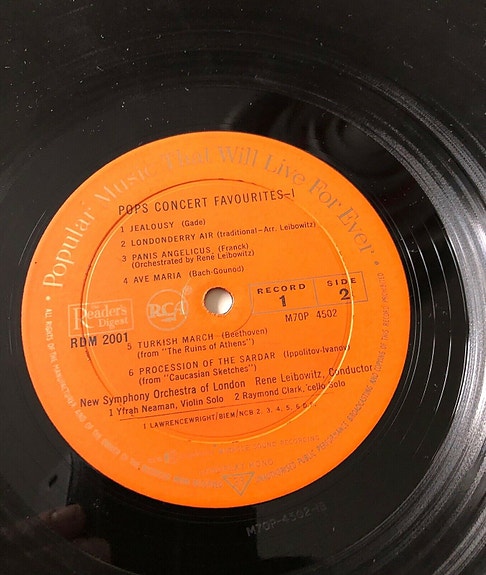 • Popular Music That Will Live For Ever •
POPS CONCERT FAVOURITES—I
1 JEALOUSY (Gade)
2 LONDONDERRY AIR (traditional-Arr. Leibowitz)
3 PANIS ANGELICUS (Franck)
(Orchestrated by René Leibowitz)
4 AVE MARIA (Bach-Gounod)
Reader's
Digest
RCA
RECORD
1
SIDE
2
RDM 2001
M70P 4502
5 TURKISH MARCH (Beethoven)
(from "The Ruins of Athens")
6 PROCESSION OF THE SARDAR (Ippolitov-Ivanov)
(from "Caucasian Sketches")
New Symphony Orchestra of London Rene Leibowitz, Conductor
1 Yfrah Neaman, Violin Solo 2 Raymond Clark, cello Solo
1 LAWRENCEWRIGHT/BIEM/NCB 2, 3, 4, 5, 6
M70P-4502-